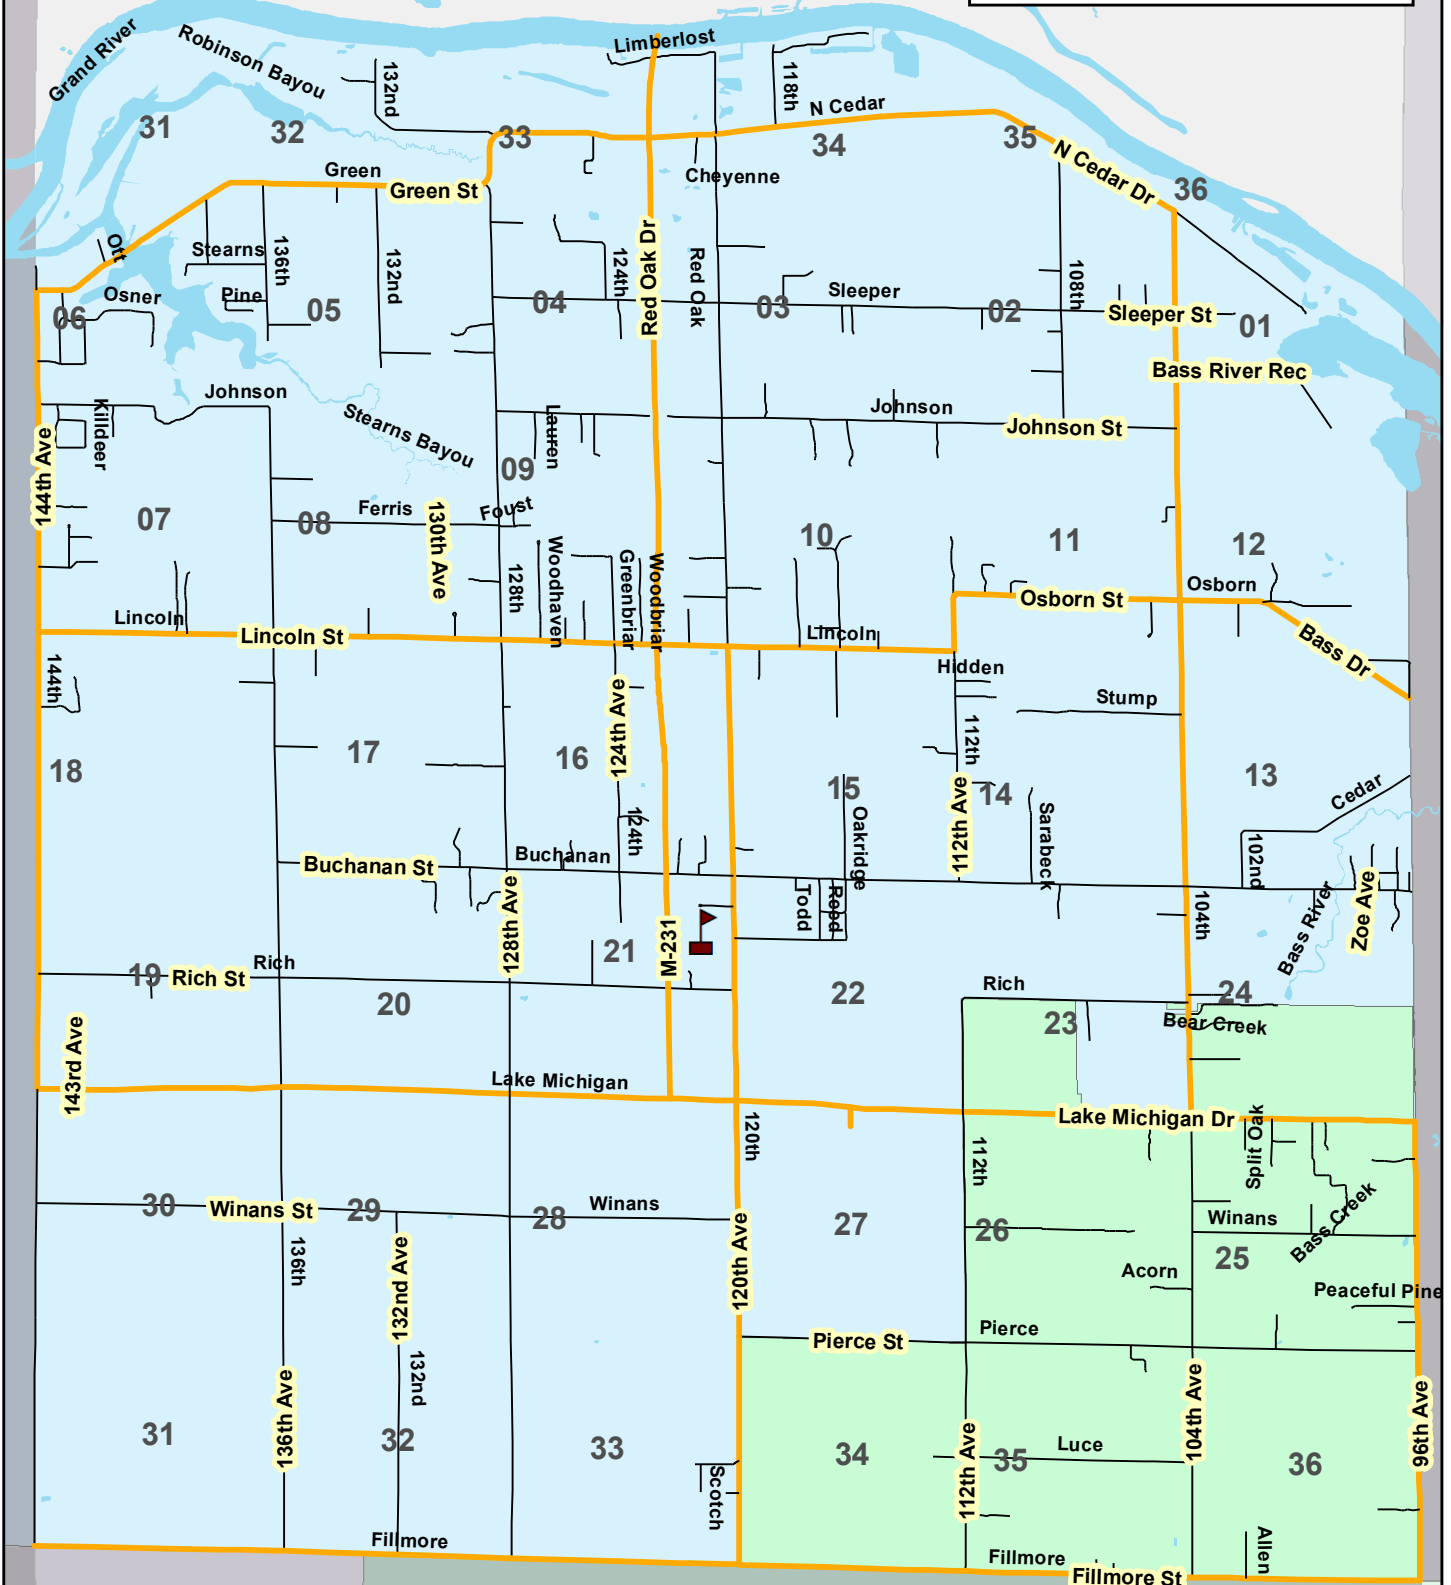 Grand River
Robinson Bayou
Limberlost
132nd
118th
N Cedar
31
32
33
34
35
N Cedar Dr
36
Green
Green St
Cheyenne
Ott
Stearns
136th
132nd
124th
Red Oak Dr
Red Oak
108th
Osner
Pine
06
05
04
03
Sleeper
02
Sleeper St
01
Bass River Rec
Johnson
Killdeer
Stearns Bayou
Lauren
Johnson
Johnson St
144th Ave
09
07
08
Ferris
130th Ave
Foust
10
11
12
128th
Woodhaven
Greenbriar
Woodbriar
Osborn St
Osborn
Lincoln
Lincoln St
Lincoln
Bass Dr
144th
Hidden
Stump
124th Ave
112th
18
17
16
15
112th Ave
14
13
Cedar
124th
Oakridge
Sarabeck
102nd
Buchanan St
Buchanan
128th Ave
M-231
Todd
Reed
104th
Bass River
Zoe Ave
19
Rich St
Rich
20
21
22
Rich
23
24
Bear Creek
143rd Ave
Lake Michigan
Lake Michigan Dr
120th
112th
Split Oak
30
Winans St
29
28
Winans
27
26
Winans
25
Bass Creek
136th
132nd Ave
120th Ave
Acorn
Peaceful Pine
Pierce St
Pierce
132nd
136th Ave
104th Ave
96th Ave
31
32
33
34
112th Ave
35
Luce
36
Scotch
Allen
Fillmore
Fillmore
Fillmore St